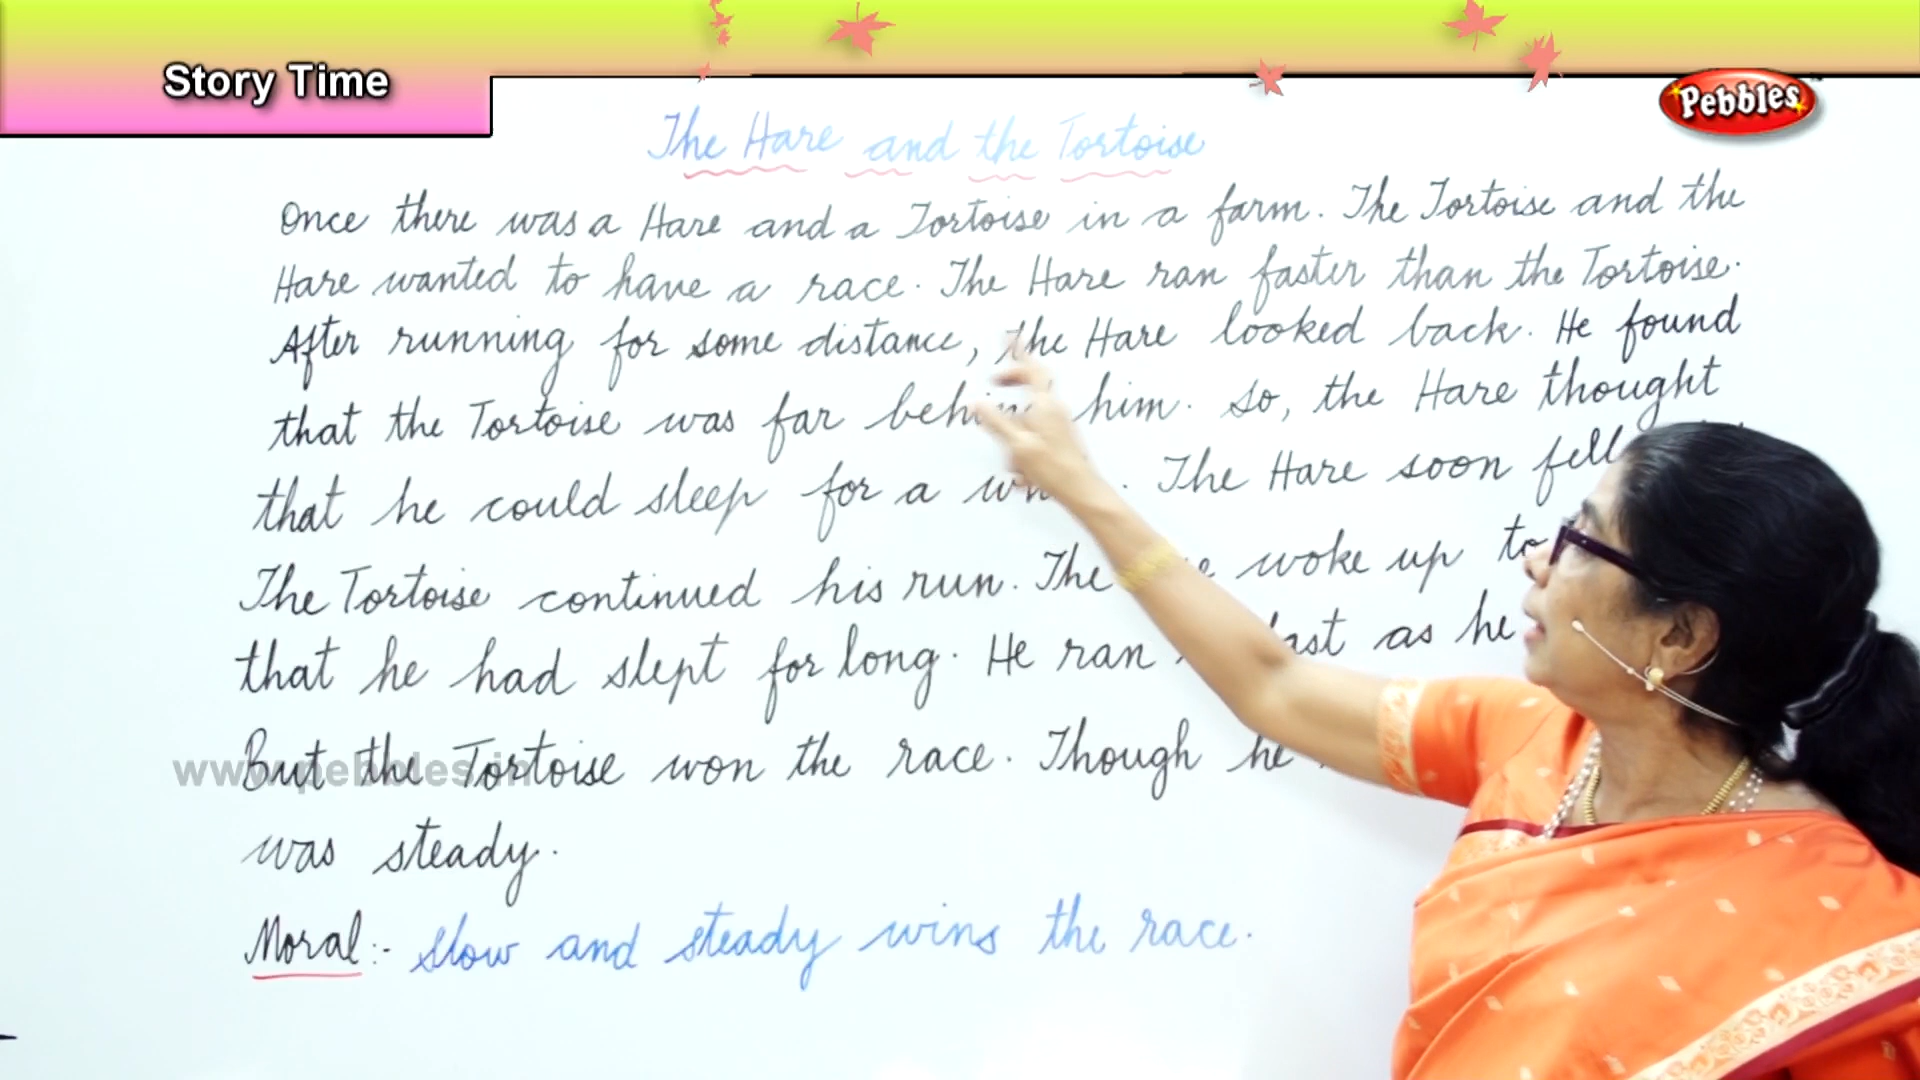 Story Time
Pebbles
The Hare and the Tortoise
Once there was a Hare and a Tortoise in a farm. The Tortoise and the
Hare wanted to have a race. The Hare ran faster than the Tortoise.
After running for some distance, the Hare looked back. He found
that the Tortoise was far behind him. So, the Hare thought
that he could sleep for a . The Hare soon fell
The Tortoise continued his run. The woke up to
that he had slept for long. He ran as he
But the Tortoise won the race. Though he
was steady.
Moral:- Slow and steady wins the race.
www.pebbles.in